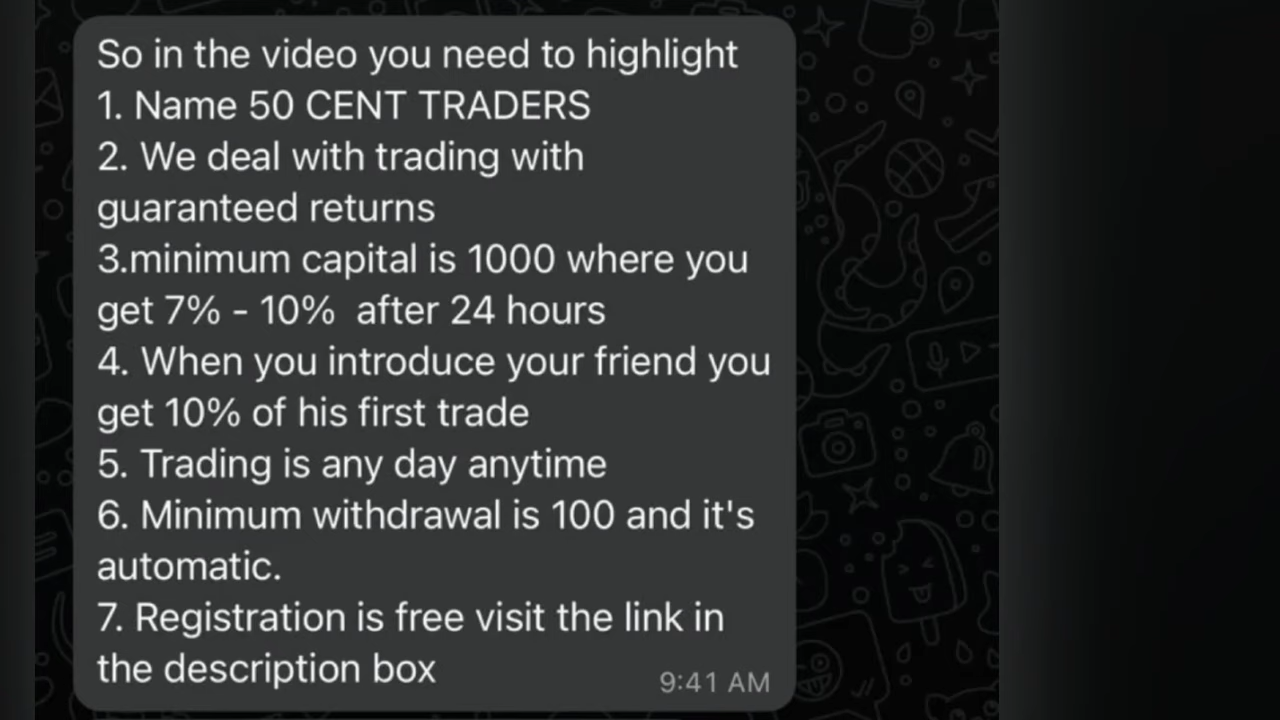 So in the video you need to highlight
1. Name 50 CENT TRADERS
2. We deal with trading with
guaranteed returns
3.minimum capital is 1000 where you
get 7% - 10%  after 24 hours
4. When you introduce your friend you
get 10% of his first trade
5. Trading is any day anytime
6. Minimum withdrawal is 100 and it's
automatic.
7. Registration is free visit the link in
the description box
9:41 AM